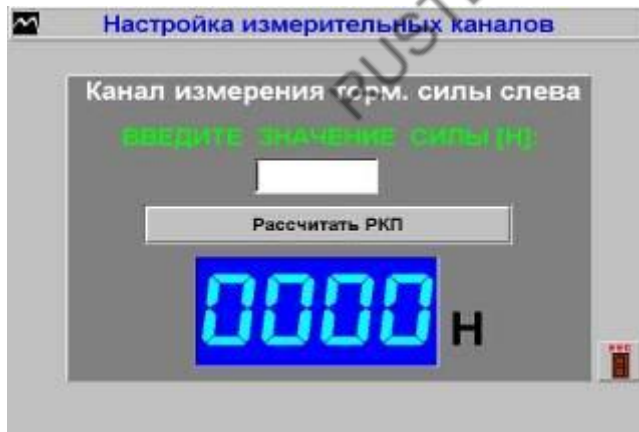 Настройка измерительных каналов
Канал измерения торм. силы слева
ВВЕДИТЕ ЗНАЧЕНИЕ СИЛЫ [Н]:
Рассчитать РКП
0000 Н